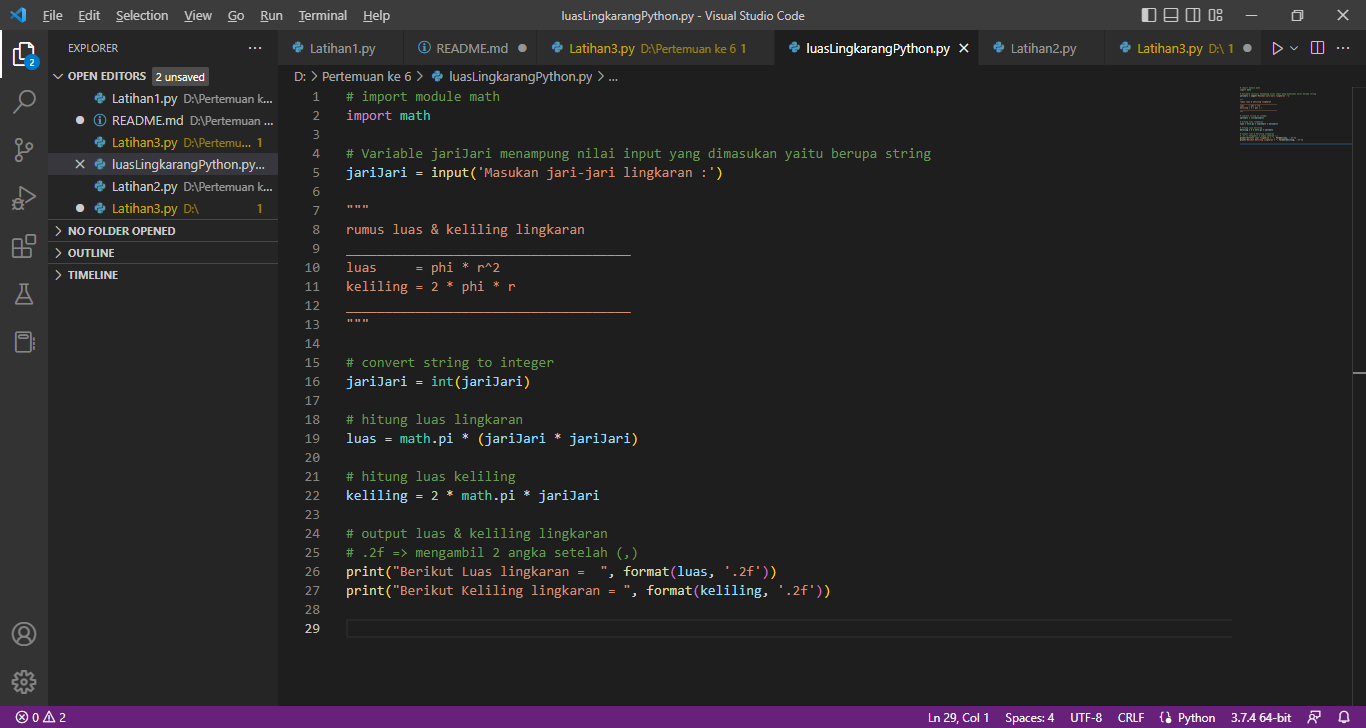 File Edit Selection View Go Run Terminal Help luasLingkarangPython.py - Visual Studio Code
EXPLORER
OPEN EDITORS 2 unsaved
Latihan1.py D:\Pertemuan k...
README.md D:\Pertemuan ...
Latihan3.py D:\Pertemu... 1
luasLingkarangPython.py...
Latihan2.py D:\Pertemuan k...
Latihan3.py D:\ 1
NO FOLDER OPENED
OUTLINE
TIMELINE
2
Latihan1.py README.md Latihan3.py D:\Pertemuan ke 6 1 luasLingkarangPython.py Latihan2.py Latihan3.py D:\ 1
D: > Pertemuan ke 6 > luasLingkarangPython.py > ...
1 # import module math
2 import math
3
4 # Variable jariJari menampung nilai input yang dimasukan yaitu berupa string
5 jariJari = input('Masukan jari-jari lingkaran :')
6
7 """
8 rumus luas & keliling lingkaran
9 _____________________________________
10 luas     = phi * r^2
11 keliling = 2 * phi * r
12 _____________________________________
13 """
14
15 # convert string to integer
16 jariJari = int(jariJari)
17
18 # hitung luas lingkaran
19 luas = math.pi * (jariJari * jariJari)
20
21 # hitung luas keliling
22 keliling = 2 * math.pi * jariJari
23
24 # output luas & keliling lingkaran
25 # .2f => mengambil 2 angka setelah (,)
26 print("Berikut Luas lingkaran =  ", format(luas, '.2f'))
27 print("Berikut Keliling lingkaran = ", format(keliling, '.2f'))
28
29
0 2 Ln 29, Col 1 Spaces: 4 UTF-8 CRLF Python 3.7.4 64-bit